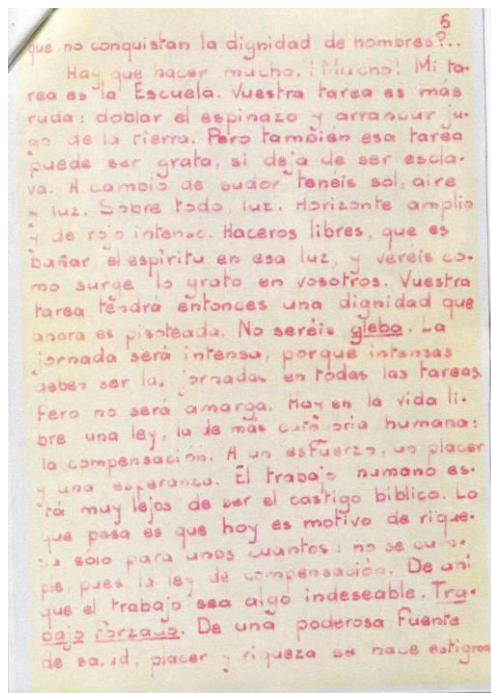 5
que no conquistan la dignidad de hombres?..
Hay que hacer mucho. ¡Mucho! Mi ta-
rea es la Escuela. Vuestra tarea es más
ruda: doblar el espinazo y arrancar ju-
go de la tierra. Pero también esa tarea
puede ser grata, si deja de ser escla-
va. A cambio de sudor tenéis sol, aire
y luz. Sobre todo, luz. Horizonte amplio
y de rojo intenso. Haceros libres, que es
bañar el espiritu en esa luz, y veréis co-
mo surge lo grato en vosotros. Vuestra
tarea tendrá entonces una dignidad que
ahora es pisoteada. No seréis gleba. La
jornada será intensa, porque intensas
deben ser las jornadas en todas las tareas.
Pero no será amarga. Hay en la vida li-
bre una ley, la de más humana:
la compensación. A un esfuerzo, un placer
y una esperanza. El trabajo humano es-
tá muy lejos de ser el castigo bíblico. Lo
que pasa es que hoy es motivo de rique-
za sólo para unos cuantos: no se cum-
ple, pues la ley de compensación. De ahí
que el trabajo sea algo indeseable. Tra-
bajo forzado. De una poderosa fuente
de salud, placer y riqueza se hace estigma